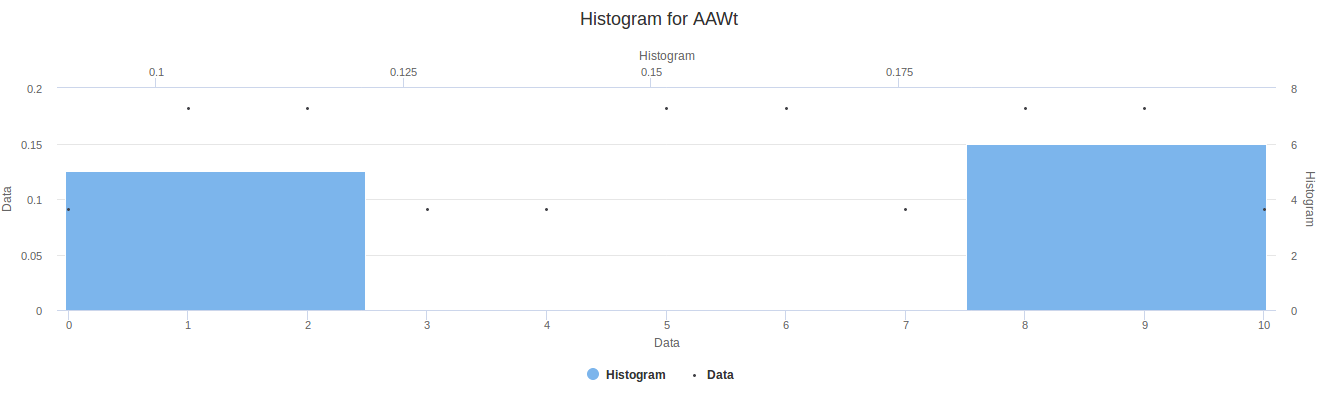 Histogram for AAWt
Histogram
0.1 0.125 0.15 0.175
0.2 8
0.15 6
Data 0.1 4 Histogram
0.05 2
0 0
0 1 2 3 4 5 6 7 8 9 10
Data
Histogram Data